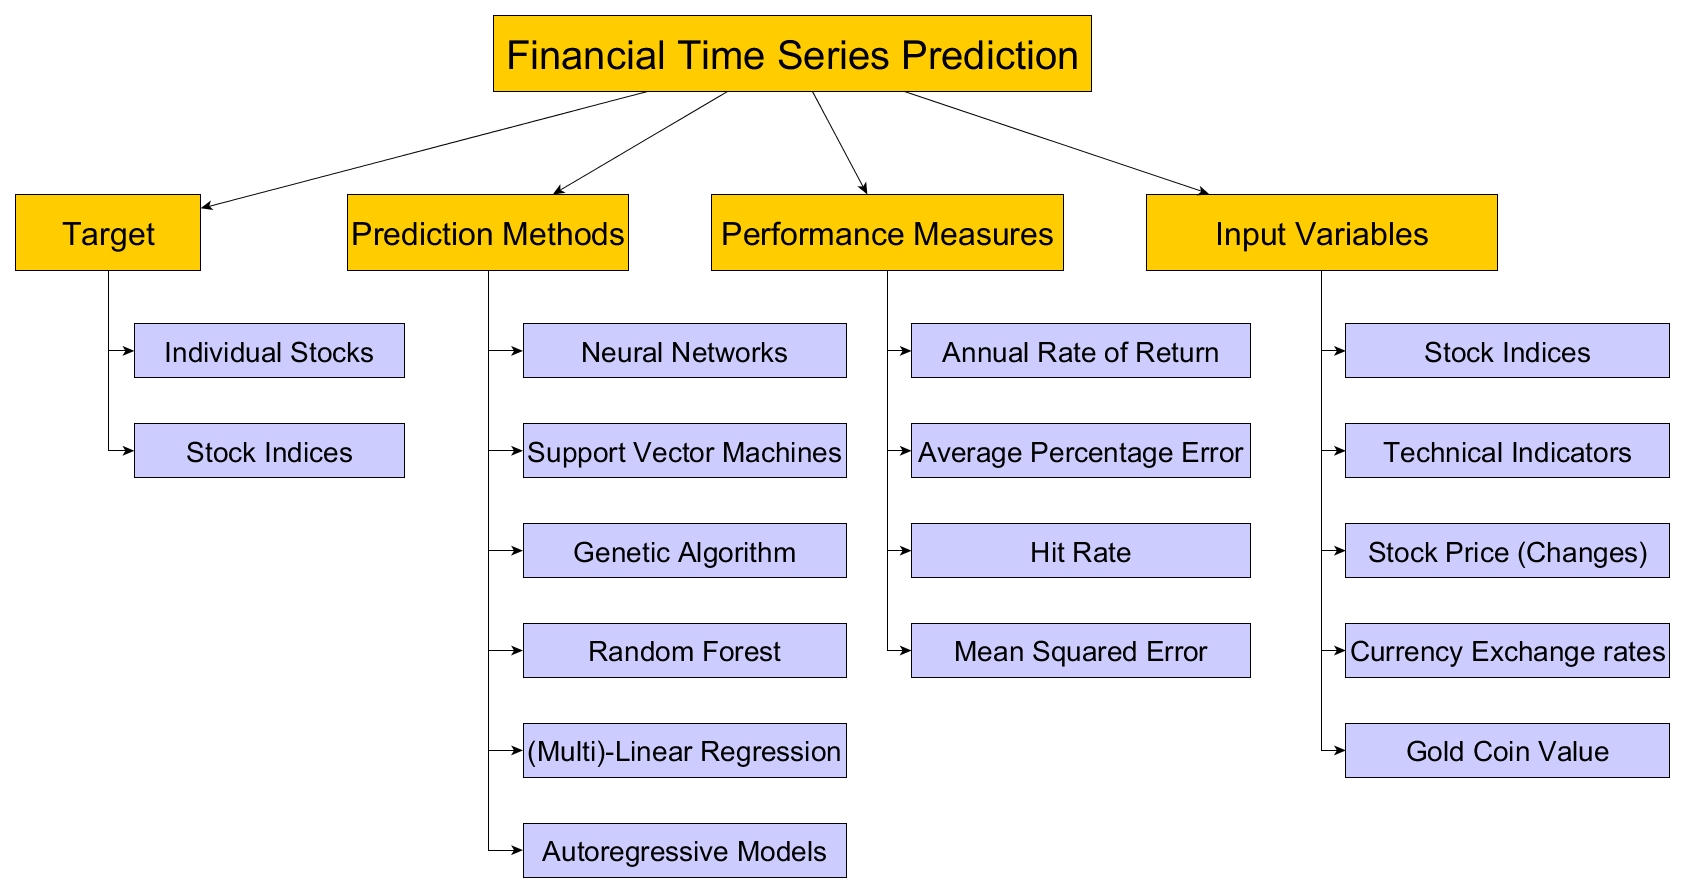 Financial Time Series Prediction
Target
Prediction Methods
Performance Measures
Input Variables
Individual Stocks
Stock Indices
Neural Networks
Support Vector Machines
Genetic Algorithm
Random Forest
(Multi)-Linear Regression
Autoregressive Models
Annual Rate of Return
Average Percentage Error
Hit Rate
Mean Squared Error
Stock Indices
Technical Indicators
Stock Price (Changes)
Currency Exchange rates
Gold Coin Value